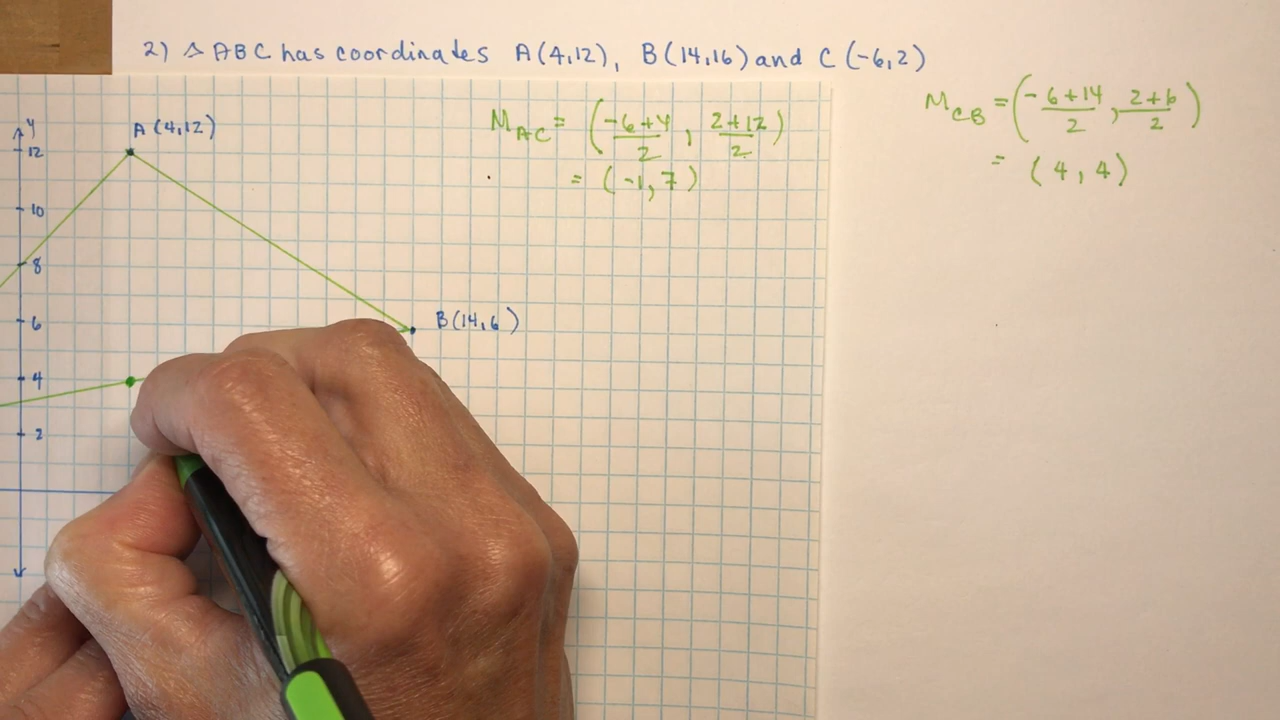 2) △ABC has coordinates A(4,12), B(14,16) and C(-6,2)
y
A(4,12)
12
10
8
6
4
2
B(14,6)
M_AC = (-6+4/2, 2+12/2)
= (-1,7)
M_CB = (-6+14/2, 2+6/2)
= (4,4)